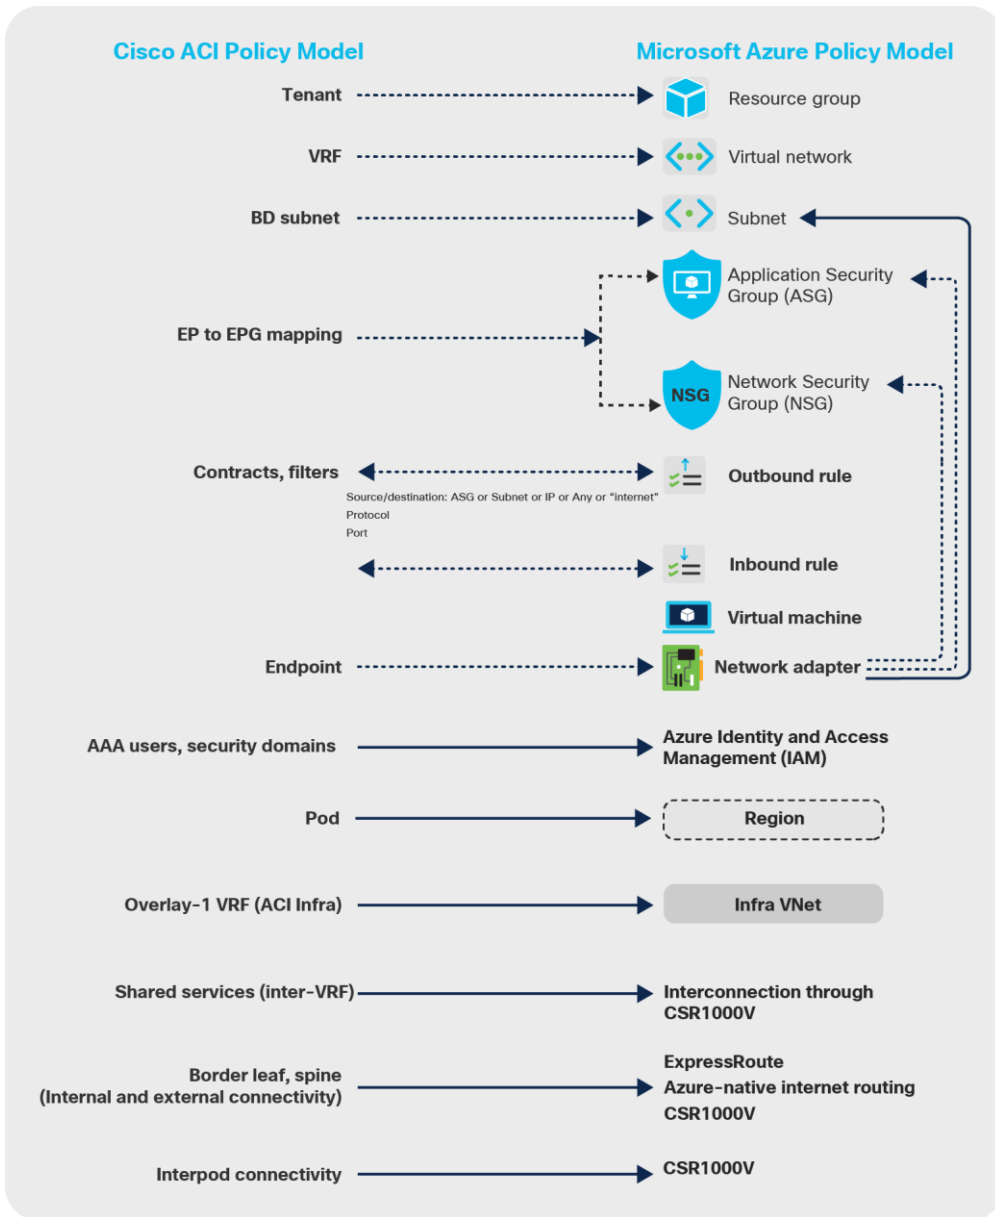 Cisco ACI Policy Model
Microsoft Azure Policy Model
Tenant
Resource group
VRF
Virtual network
BD subnet
Subnet
Application Security
Group (ASG)
EP to EPG mapping
NSG
Network Security
Group (NSG)
Contracts, filters
Outbound rule
Source/destination: ASG or Subnet or IP or Any or “internet”
Protocol
Port
Inbound rule
Virtual machine
Endpoint
Network adapter
AAA users, security domains
Azure Identity and Access
Management (IAM)
Pod
Region
Overlay-1 VRF (ACI Infra)
Infra VNet
Shared services (inter-VRF)
Interconnection through
CSR1000V
Border leaf, spine
(Internal and external connectivity)
ExpressRoute
Azure-native internet routing
CSR1000V
Interpod connectivity
CSR1000V